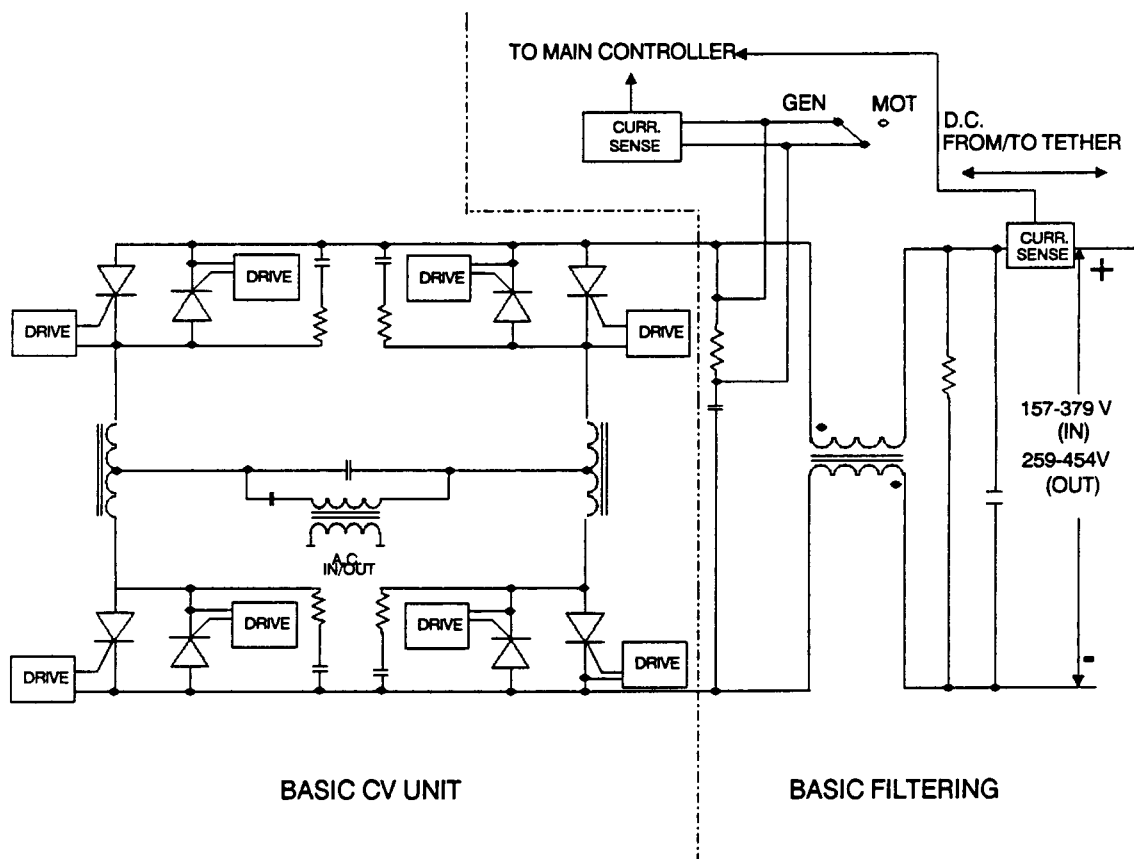 TO MAIN CONTROLLER
GEN
MOT
CURR.
SENSE
D.C.
FROM/TO TETHER
CURR.
SENSE
+
DRIVE
DRIVE
DRIVE
DRIVE
157-379 V
(IN)
259-454V
(OUT)
A.C.
IN/OUT
DRIVE
DRIVE
DRIVE
DRIVE
-
BASIC CV UNIT
BASIC FILTERING